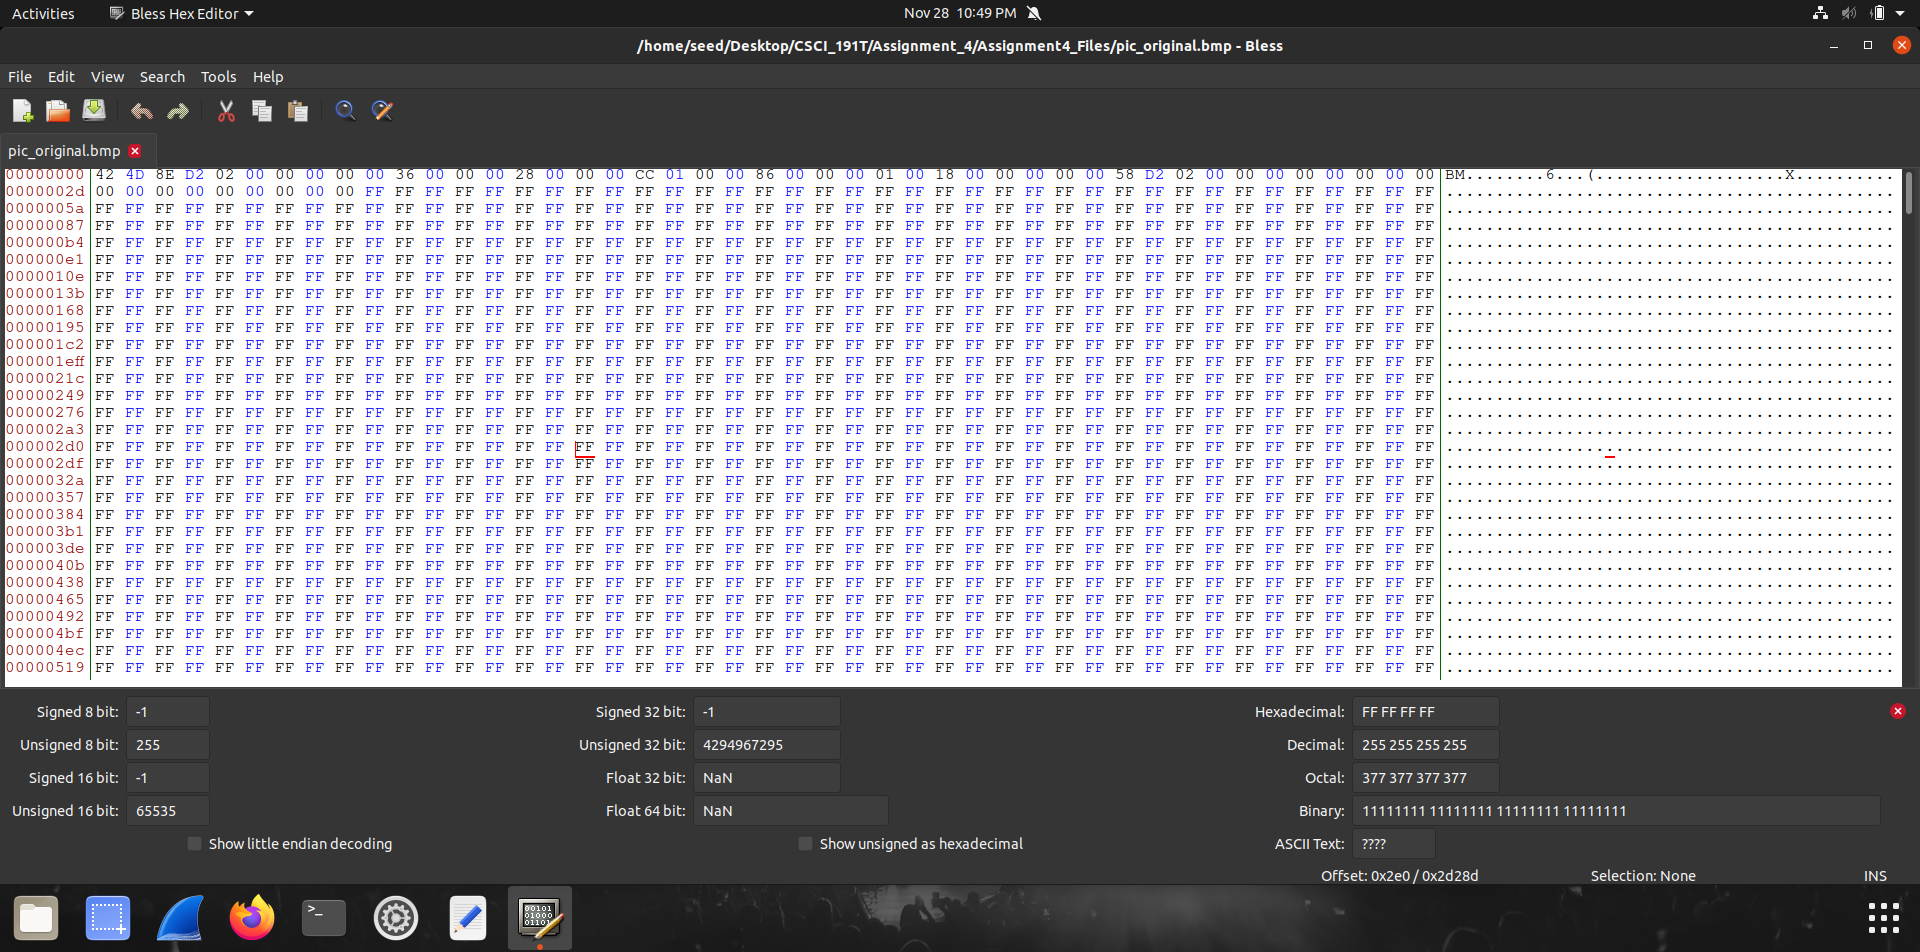 Activities Bless Hex Editor Nov 28 10:49 PM
/home/seed/Desktop/CSCI_191T/Assignment_4/Assignment4_Files/pic_original.bmp - Bless
File Edit View Search Tools Help
pic_original.bmp
00000000 42 4D 8E D2 02 00 00 00 00 00 36 00 00 00 28 00 00 00 CC 01 00 00 86 00 00 00 01 00 18 00 00 00 00 00 58 D2 02 00 00 00 00 00 00 00 00 BM........6...(...................X..........
0000002d 00 00 00 00 00 00 00 00 00 FF FF FF FF FF FF FF FF FF FF FF FF FF FF FF FF FF FF FF FF FF FF FF FF FF FF FF FF FF FF FF FF FF FF FF FF .............................................
0000005a FF FF FF FF FF FF FF FF FF FF FF FF FF FF FF FF FF FF FF FF FF FF FF FF FF FF FF FF FF FF FF FF FF FF FF FF FF FF FF FF FF FF FF FF FF .............................................
00000087 FF FF FF FF FF FF FF FF FF FF FF FF FF FF FF FF FF FF FF FF FF FF FF FF FF FF FF FF FF FF FF FF FF FF FF FF FF FF FF FF FF FF FF FF FF .............................................
000000b4 FF FF FF FF FF FF FF FF FF FF FF FF FF FF FF FF FF FF FF FF FF FF FF FF FF FF FF FF FF FF FF FF FF FF FF FF FF FF FF FF FF FF FF FF FF .............................................
000000e1 FF FF FF FF FF FF FF FF FF FF FF FF FF FF FF FF FF FF FF FF FF FF FF FF FF FF FF FF FF FF FF FF FF FF FF FF FF FF FF FF FF FF FF FF FF .............................................
0000010e FF FF FF FF FF FF FF FF FF FF FF FF FF FF FF FF FF FF FF FF FF FF FF FF FF FF FF FF FF FF FF FF FF FF FF FF FF FF FF FF FF FF FF FF FF .............................................
0000013b FF FF FF FF FF FF FF FF FF FF FF FF FF FF FF FF FF FF FF FF FF FF FF FF FF FF FF FF FF FF FF FF FF FF FF FF FF FF FF FF FF FF FF FF FF .............................................
00000168 FF FF FF FF FF FF FF FF FF FF FF FF FF FF FF FF FF FF FF FF FF FF FF FF FF FF FF FF FF FF FF FF FF FF FF FF FF FF FF FF FF FF FF FF FF .............................................
00000195 FF FF FF FF FF FF FF FF FF FF FF FF FF FF FF FF FF FF FF FF FF FF FF FF FF FF FF FF FF FF FF FF FF FF FF FF FF FF FF FF FF FF FF FF FF .............................................
000001c2 FF FF FF FF FF FF FF FF FF FF FF FF FF FF FF FF FF FF FF FF FF FF FF FF FF FF FF FF FF FF FF FF FF FF FF FF FF FF FF FF FF FF FF FF FF .............................................
000001ef FF FF FF FF FF FF FF FF FF FF FF FF FF FF FF FF FF FF FF FF FF FF FF FF FF FF FF FF FF FF FF FF FF FF FF FF FF FF FF FF FF FF FF FF FF .............................................
0000021c FF FF FF FF FF FF FF FF FF FF FF FF FF FF FF FF FF FF FF FF FF FF FF FF FF FF FF FF FF FF FF FF FF FF FF FF FF FF FF FF FF FF FF FF FF .............................................
00000249 FF FF FF FF FF FF FF FF FF FF FF FF FF FF FF FF FF FF FF FF FF FF FF FF FF FF FF FF FF FF FF FF FF FF FF FF FF FF FF FF FF FF FF FF FF .............................................
00000276 FF FF FF FF FF FF FF FF FF FF FF FF FF FF FF FF FF FF FF FF FF FF FF FF FF FF FF FF FF FF FF FF FF FF FF FF FF FF FF FF FF FF FF FF FF .............................................
000002a3 FF FF FF FF FF FF FF FF FF FF FF FF FF FF FF FF FF FF FF FF FF FF FF FF FF FF FF FF FF FF FF FF FF FF FF FF FF FF FF FF FF FF FF FF FF .............................................
000002d0 FF FF FF FF FF FF FF FF FF FF FF FF FF FF FF FF FF FF FF FF FF FF FF FF FF FF FF FF FF FF FF FF FF FF FF FF FF FF FF FF FF FF FF FF FF .............................................
000002df FF FF FF FF FF FF FF FF FF FF FF FF FF FF FF FF FF FF FF FF FF FF FF FF FF FF FF FF FF FF FF FF FF FF FF FF FF FF FF FF FF FF FF FF FF .............................................
0000032a FF FF FF FF FF FF FF FF FF FF FF FF FF FF FF FF FF FF FF FF FF FF FF FF FF FF FF FF FF FF FF FF FF FF FF FF FF FF FF FF FF FF FF FF FF .............................................
00000357 FF FF FF FF FF FF FF FF FF FF FF FF FF FF FF FF FF FF FF FF FF FF FF FF FF FF FF FF FF FF FF FF FF FF FF FF FF FF FF FF FF FF FF FF FF .............................................
00000384 FF FF FF FF FF FF FF FF FF FF FF FF FF FF FF FF FF FF FF FF FF FF FF FF FF FF FF FF FF FF FF FF FF FF FF FF FF FF FF FF FF FF FF FF FF .............................................
000003b1 FF FF FF FF FF FF FF FF FF FF FF FF FF FF FF FF FF FF FF FF FF FF FF FF FF FF FF FF FF FF FF FF FF FF FF FF FF FF FF FF FF FF FF FF FF .............................................
000003de FF FF FF FF FF FF FF FF FF FF FF FF FF FF FF FF FF FF FF FF FF FF FF FF FF FF FF FF FF FF FF FF FF FF FF FF FF FF FF FF FF FF FF FF FF .............................................
0000040b FF FF FF FF FF FF FF FF FF FF FF FF FF FF FF FF FF FF FF FF FF FF FF FF FF FF FF FF FF FF FF FF FF FF FF FF FF FF FF FF FF FF FF FF FF .............................................
00000438 FF FF FF FF FF FF FF FF FF FF FF FF FF FF FF FF FF FF FF FF FF FF FF FF FF FF FF FF FF FF FF FF FF FF FF FF FF FF FF FF FF FF FF FF FF .............................................
00000465 FF FF FF FF FF FF FF FF FF FF FF FF FF FF FF FF FF FF FF FF FF FF FF FF FF FF FF FF FF FF FF FF FF FF FF FF FF FF FF FF FF FF FF FF FF .............................................
00000492 FF FF FF FF FF FF FF FF FF FF FF FF FF FF FF FF FF FF FF FF FF FF FF FF FF FF FF FF FF FF FF FF FF FF FF FF FF FF FF FF FF FF FF FF FF .............................................
000004bf FF FF FF FF FF FF FF FF FF FF FF FF FF FF FF FF FF FF FF FF FF FF FF FF FF FF FF FF FF FF FF FF FF FF FF FF FF FF FF FF FF FF FF FF FF .............................................
000004ec FF FF FF FF FF FF FF FF FF FF FF FF FF FF FF FF FF FF FF FF FF FF FF FF FF FF FF FF FF FF FF FF FF FF FF FF FF FF FF FF FF FF FF FF FF .............................................
00000519 FF FF FF FF FF FF FF FF FF FF FF FF FF FF FF FF FF FF FF FF FF FF FF FF FF FF FF FF FF FF FF FF FF FF FF FF FF FF FF FF FF FF FF FF FF .............................................
Signed 8 bit: -1 Signed 32 bit: -1 Hexadecimal: FF FF FF FF
Unsigned 8 bit: 255 Unsigned 32 bit: 4294967295 Decimal: 255 255 255 255
Signed 16 bit: -1 Float 32 bit: NaN Octal: 377 377 377 377
Unsigned 16 bit: 65535 Float 64 bit: NaN Binary: 11111111 11111111 11111111 11111111
Show little endian decoding Show unsigned as hexadecimal ASCII Text: ????
Offset: 0x2e0 / 0x2d28d Selection: None INS